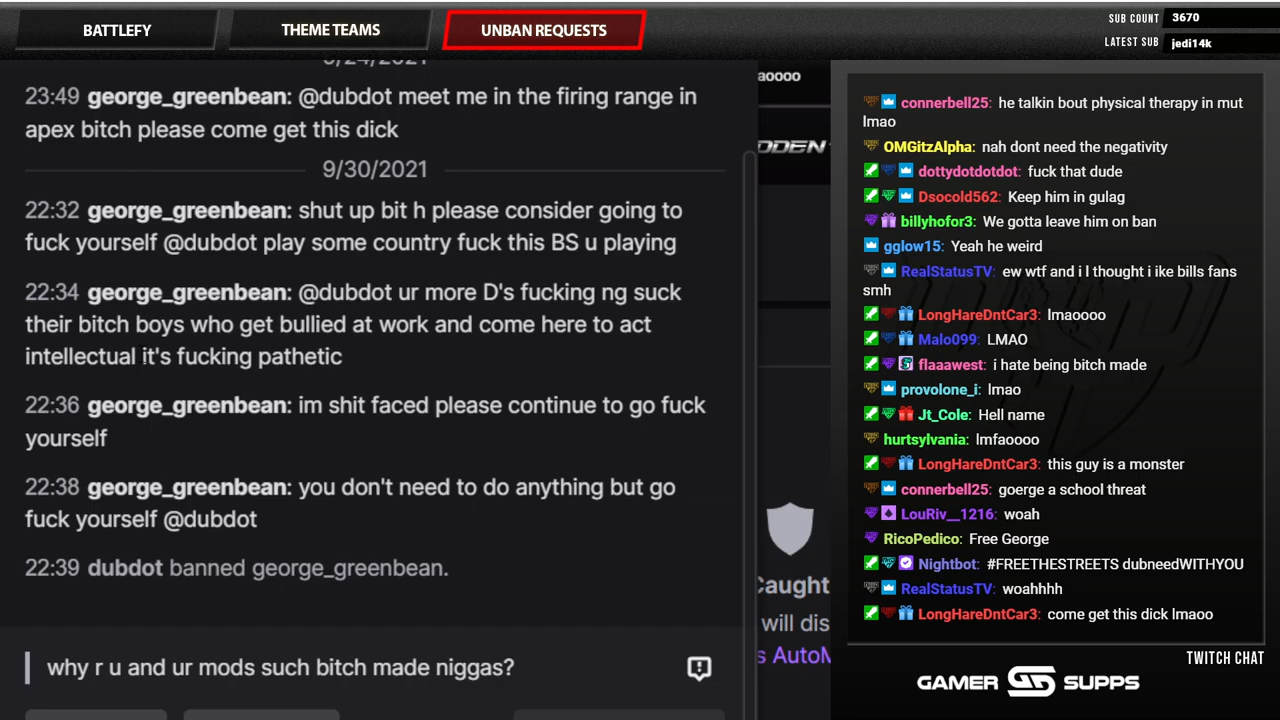 BATTLEFY
THEME TEAMS
UNBAN REQUESTS
SUB COUNT 3670
LATEST SUB jedi14k
9/24/2021
23:49 george_greenbean: @dubdot meet me in the firing range in
apex bitch please come get this dick
9/30/2021
22:32 george_greenbean: shut up bit h please consider going to
fuck yourself @dubdot play some country fuck this BS u playing
22:34 george_greenbean: @dubdot ur more D's fucking ng suck
their bitch boys who get bullied at work and come here to act
intellectual it's fucking pathetic
22:36 george_greenbean: im shit faced please continue to go fuck
yourself
22:38 george_greenbean: you don't need to do anything but go
fuck yourself @dubdot
22:39 dubdot banned george_greenbean.
why r u and ur mods such bitch made niggas?
aoooo
DDEN
Caught
will dis
s AutoM
connerbell25: he talkin bout physical therapy in mut
lmao
OMGitzAlpha: nah dont need the negativity
dottydotdotdot: fuck that dude
Dsocold562: Keep him in gulag
billyhofor3: We gotta leave him on ban
gglow15: Yeah he weird
RealStatusTV: ew wtf and i l thought i ike bills fans
smh
LongHareDntCar3: lmaoooo
Malo099: LMAO
flaaawest: i hate being bitch made
provolone_i: lmao
Jt_Cole: Hell name
hurtsylvania: lmfaoooo
LongHareDntCar3: this guy is a monster
connerbell25: goerge a school threat
LouRiv__1216: woah
RicoPedico: Free George
Nightbot: #FREETHESTREETS dubneedWITHYOU
RealStatusTV: woahhhh
LongHareDntCar3: come get this dick lmaoo
TWITCH CHAT
GAMER SUPPS